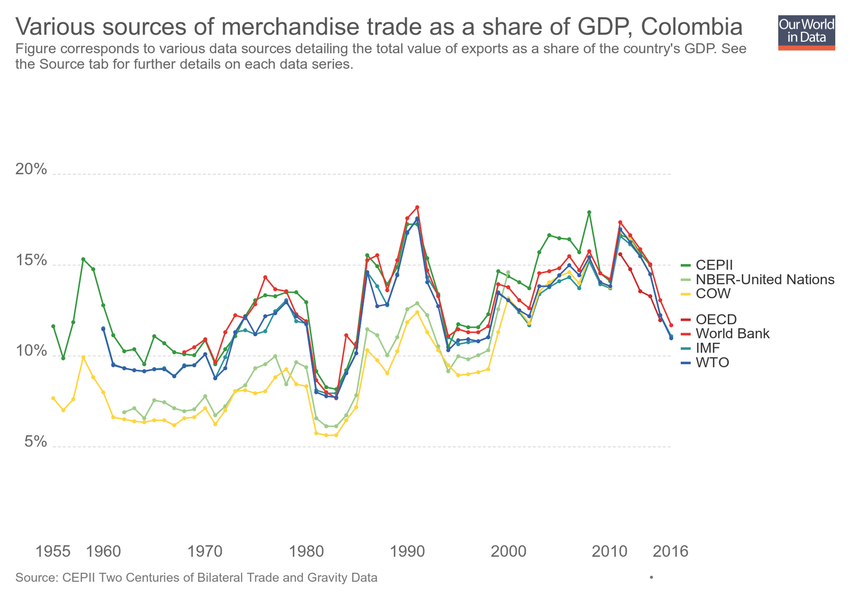 Various sources of merchandise trade as a share of GDP, Colombia
Our World
in Data
Figure corresponds to various data sources detailing the total value of exports as a share of the country's GDP. See
the Source tab for further details on each data series.
20%
15%
10%
5%
CEPII
NBER-United Nations
COW
OECD
World Bank
IMF
WTO
1955 1960 1970 1980 1990 2000 2010 2016
Source: CEPII Two Centuries of Bilateral Trade and Gravity Data
•